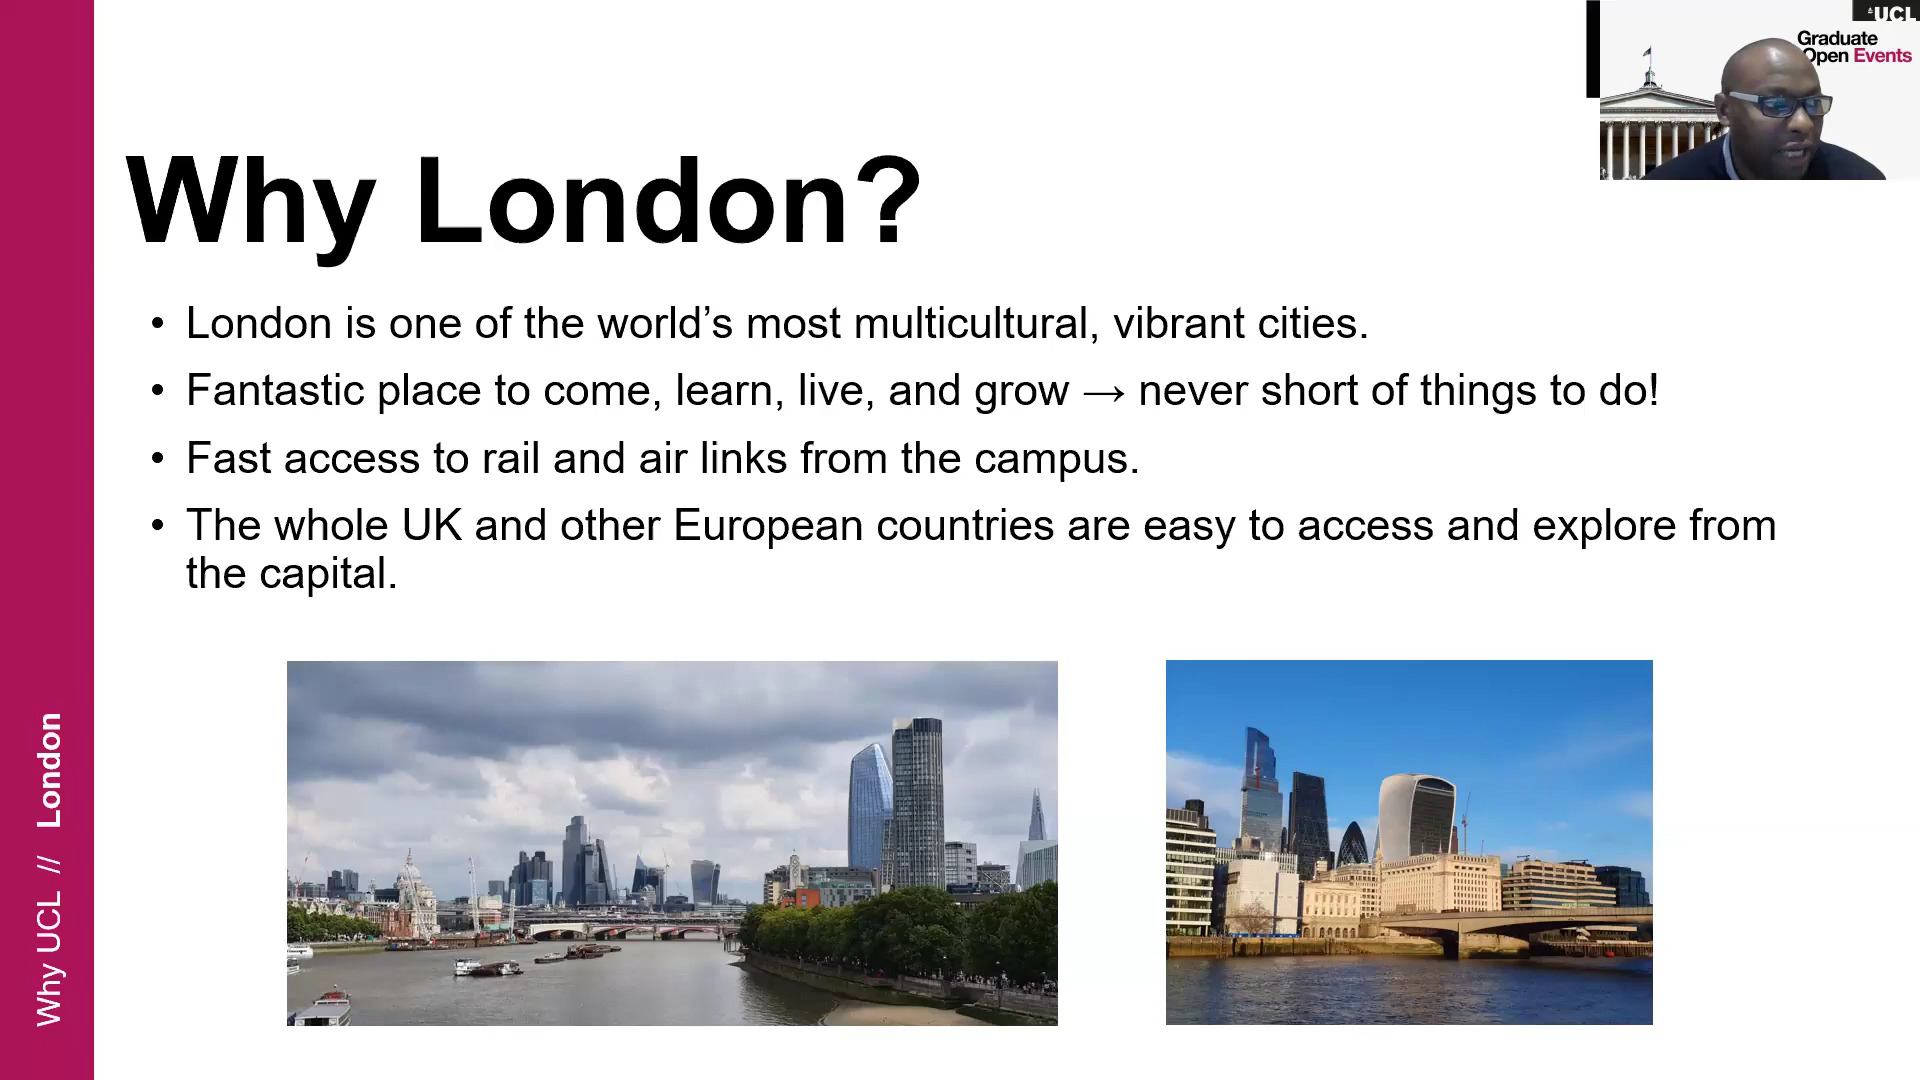 UCL
Graduate
Open Events
Why London?
• London is one of the world’s most multicultural, vibrant cities.
• Fantastic place to come, learn, live, and grow → never short of things to do!
• Fast access to rail and air links from the campus.
• The whole UK and other European countries are easy to access and explore from
the capital.
Why UCL // London